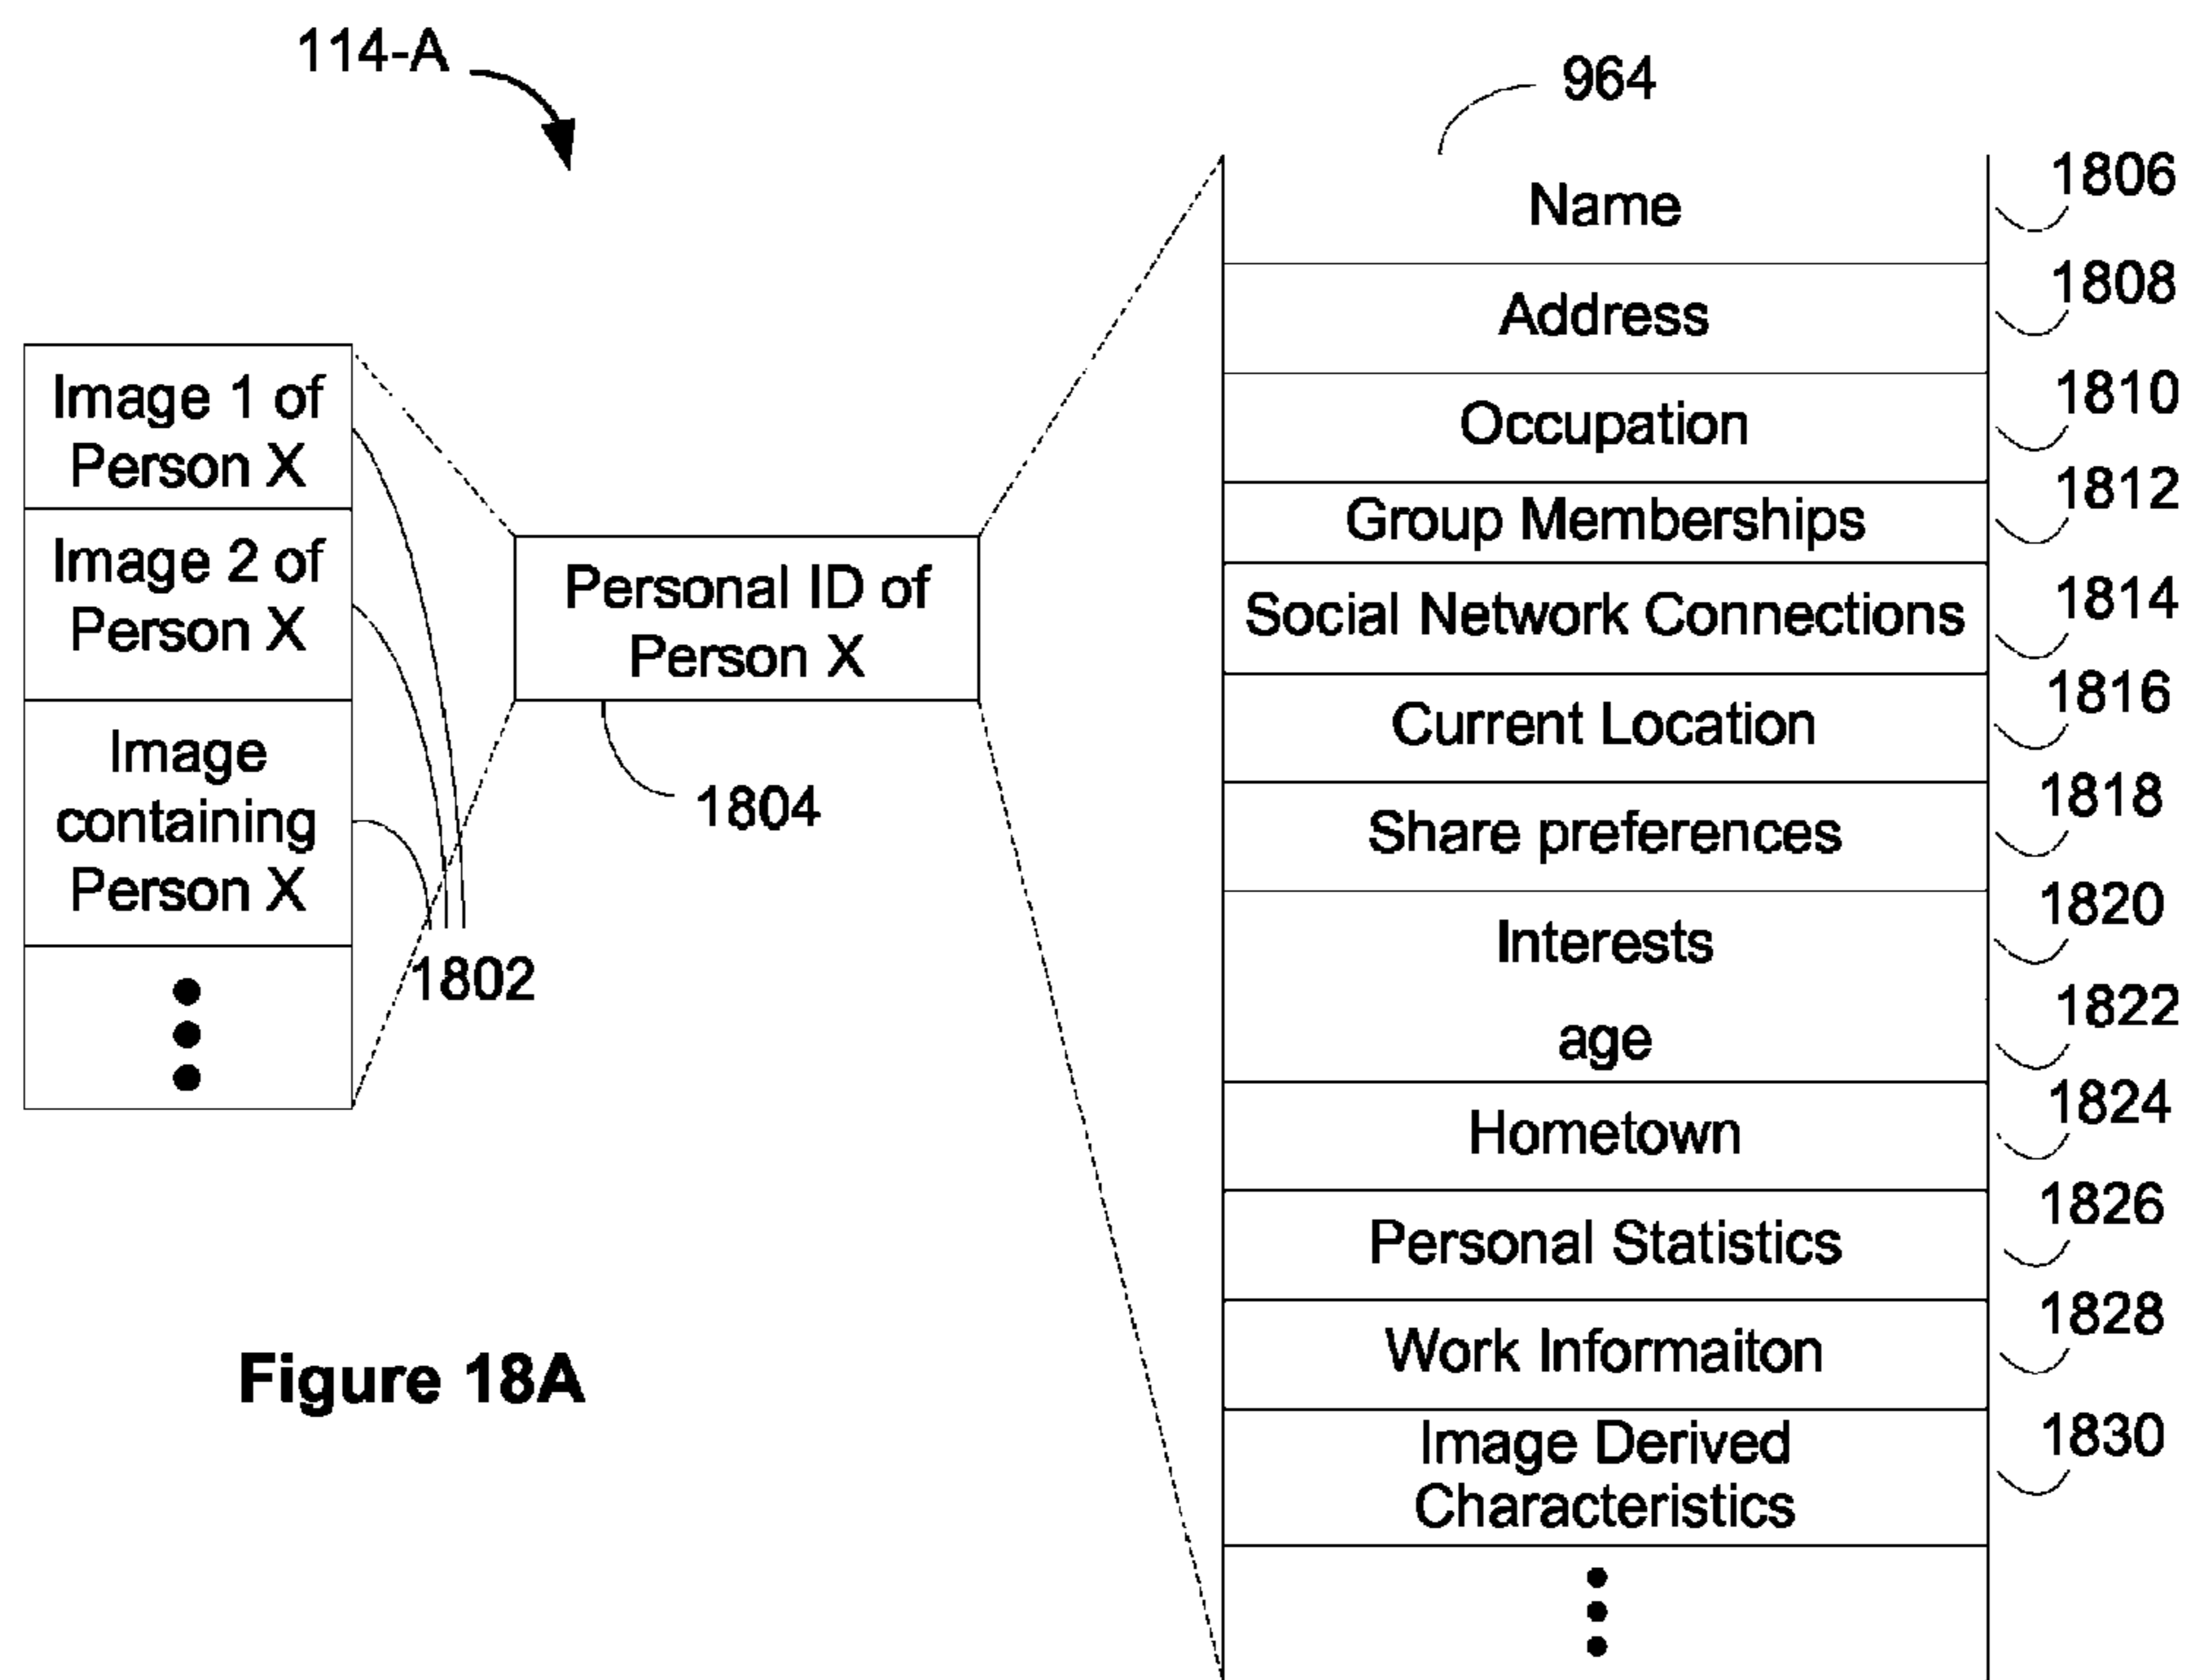 114-A
964
Image 1 of
Person X
Image 2 of
Person X
Image
containing
Person X
1802
Personal ID of
Person X
1804
Name
1806
Address
1808
Occupation
1810
Group Memberships
1812
Social Network Connections
1814
Current Location
1816
Share preferences
1818
Interests
1820
age
1822
Hometown
1824
Personal Statistics
1826
Work Informaiton
1828
Image Derived
Characteristics
1830
Figure 18A